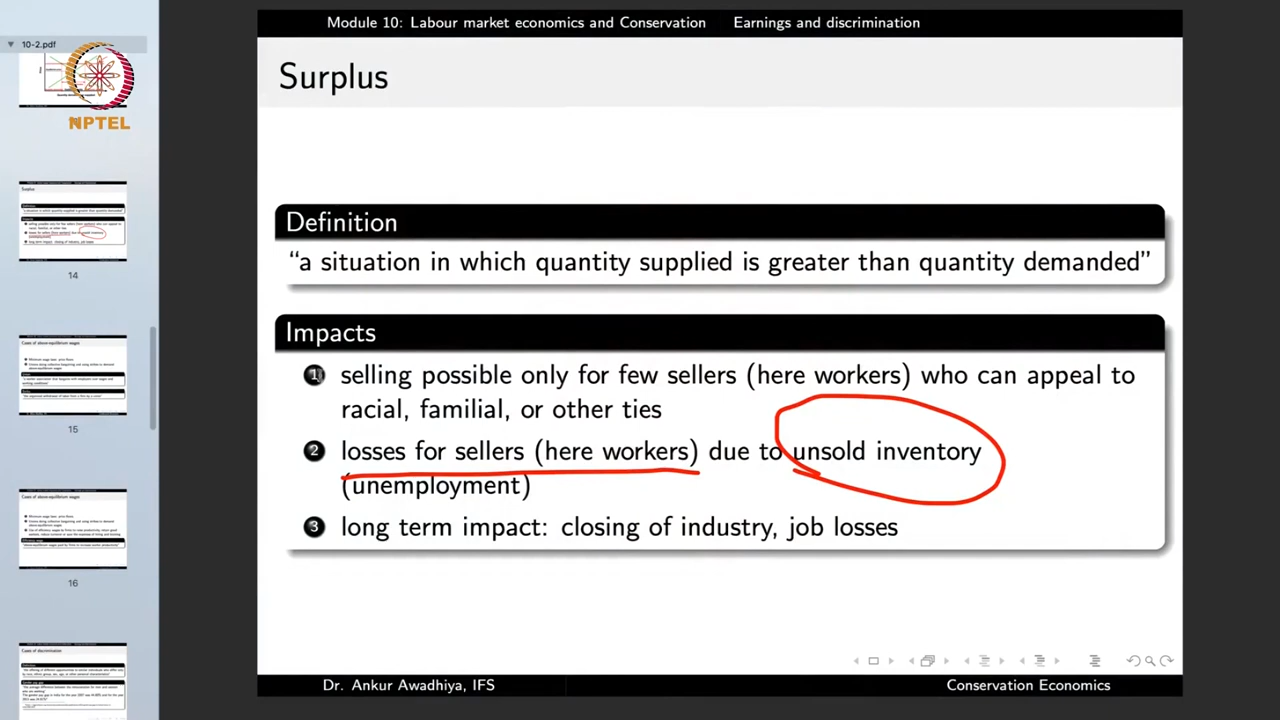 Module 10: Labour market economics and Conservation Earnings and discrimination
10-2.pdf
NPTEL
14
15
16
Surplus
Definition
“a situation in which quantity supplied is greater than quantity demanded”
Impacts
1 selling possible only for few sellers (here workers) who can appeal to
racial, familial, or other ties
2 losses for sellers (here workers) due to unsold inventory
(unemployment)
3 long term impact: closing of industry, job losses
Dr. Ankur Awadhiya, IFS Conservation Economics